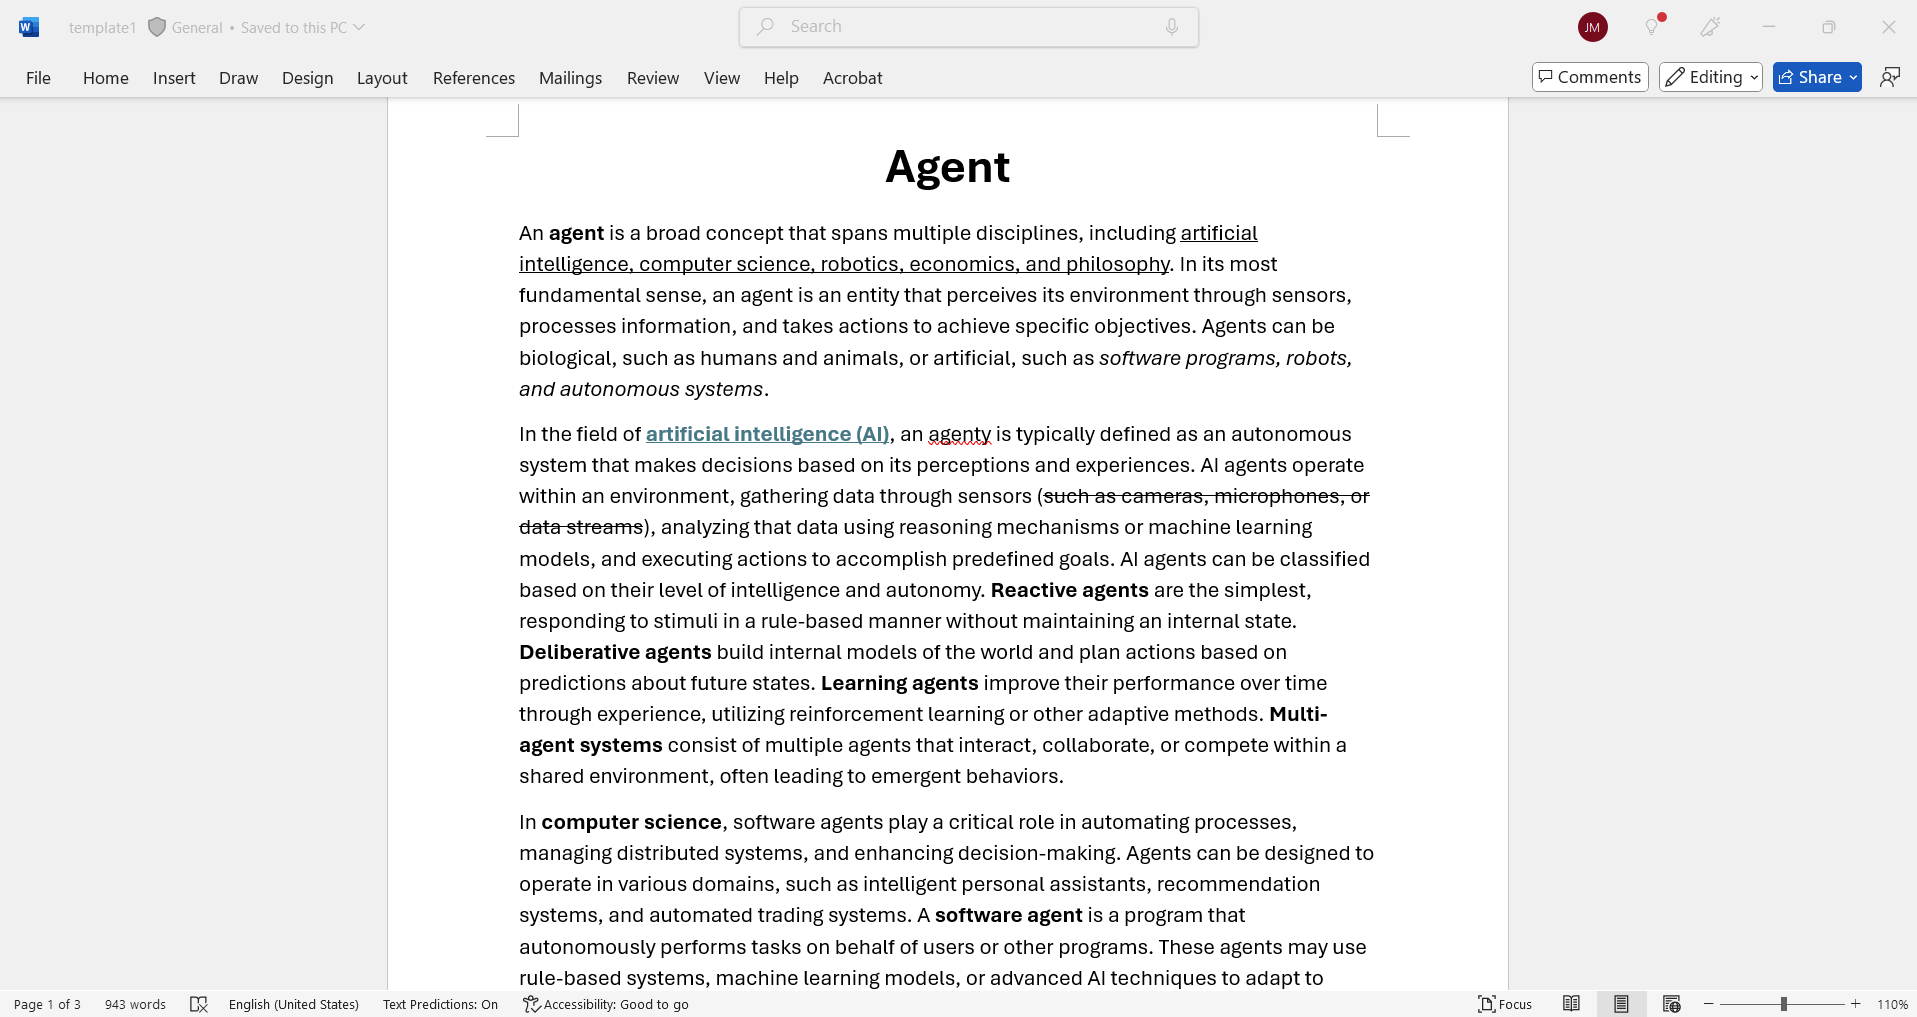 template1 General • Saved to this PC
Search
JM
File Home Insert Draw Design Layout References Mailings Review View Help Acrobat
Comments Editing Share
Agent
An agent is a broad concept that spans multiple disciplines, including artificial
intelligence, computer science, robotics, economics, and philosophy. In its most
fundamental sense, an agent is an entity that perceives its environment through sensors,
processes information, and takes actions to achieve specific objectives. Agents can be
biological, such as humans and animals, or artificial, such as software programs, robots,
and autonomous systems.
In the field of artificial intelligence (AI), an agenty is typically defined as an autonomous
system that makes decisions based on its perceptions and experiences. AI agents operate
within an environment, gathering data through sensors (such as cameras, microphones, or
data streams), analyzing that data using reasoning mechanisms or machine learning
models, and executing actions to accomplish predefined goals. AI agents can be classified
based on their level of intelligence and autonomy. Reactive agents are the simplest,
responding to stimuli in a rule-based manner without maintaining an internal state.
Deliberative agents build internal models of the world and plan actions based on
predictions about future states. Learning agents improve their performance over time
through experience, utilizing reinforcement learning or other adaptive methods. Multi-
agent systems consist of multiple agents that interact, collaborate, or compete within a
shared environment, often leading to emergent behaviors.
In computer science, software agents play a critical role in automating processes,
managing distributed systems, and enhancing decision-making. Agents can be designed to
operate in various domains, such as intelligent personal assistants, recommendation
systems, and automated trading systems. A software agent is a program that
autonomously performs tasks on behalf of users or other programs. These agents may use
rule-based systems, machine learning models, or advanced AI techniques to adapt to
Page 1 of 3 943 words English (United States) Text Predictions: On Accessibility: Good to go Focus 110%